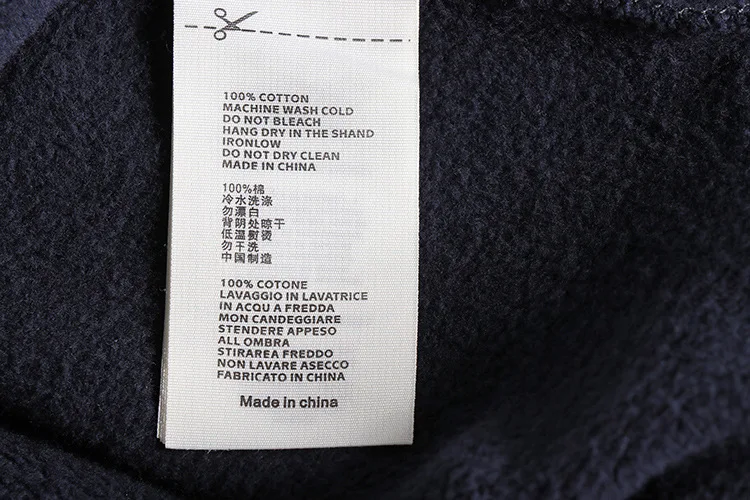 100% COTTON
MACHINE WASH COLD
DO NOT BLEACH
HANG DRY IN THE SHAND
IRONLOW
DO NOT DRY CLEAN
MADE IN CHINA
100%棉
冷水洗涤
勿漂白
背阴处晾干
低温熨烫
勿干洗
中国制造
100% COTONE
LAVAGGIO IN LAVATRICE
IN ACQU A FREDDA
MON CANDEGGIARE
STENDERE APPESO
ALL OMBRA
STIRAREA FREDDO
NON LAVARE ASECCO
FABRICATO IN CHINA
Made in china